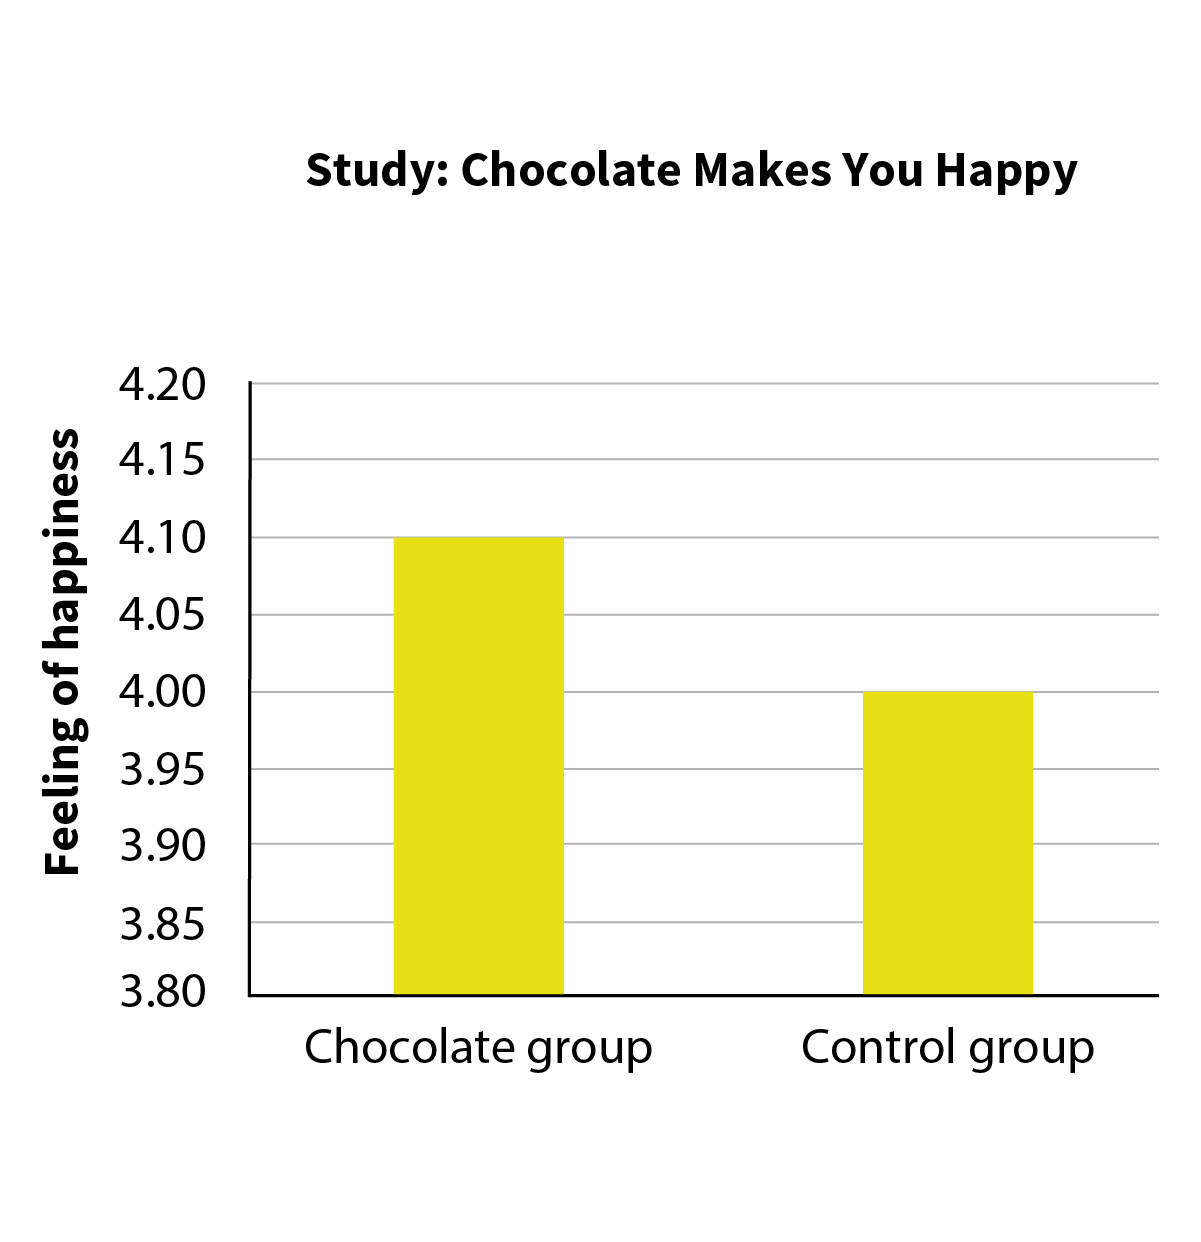 Study: Chocolate Makes You Happy
Feeling of happiness
4.20
4.15
4.10
4.05
4.00
3.95
3.90
3.85
3.80
Chocolate group
Control group